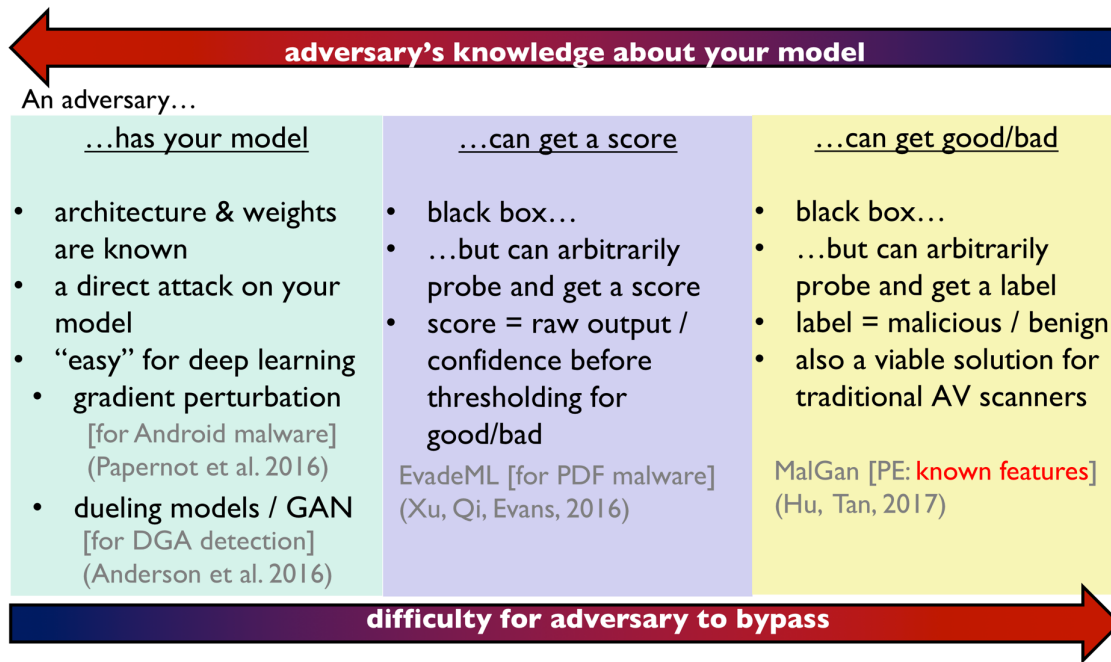 adversary's knowledge about your model
An adversary…
…has your model
• architecture & weights
are known
• a direct attack on your
model
• “easy” for deep learning
• gradient perturbation
[for Android malware]
(Papernot et al. 2016)
• dueling models / GAN
[for DGA detection]
(Anderson et al. 2016)
…can get a score
• black box…
• …but can arbitrarily
probe and get a score
• score = raw output /
confidence before
thresholding for
good/bad
EvadeML [for PDF malware]
(Xu, Qi, Evans, 2016)
…can get good/bad
• black box…
• …but can arbitrarily
probe and get a label
• label = malicious / benign
• also a viable solution for
traditional AV scanners
MalGan [PE: known features]
(Hu, Tan, 2017)
difficulty for adversary to bypass